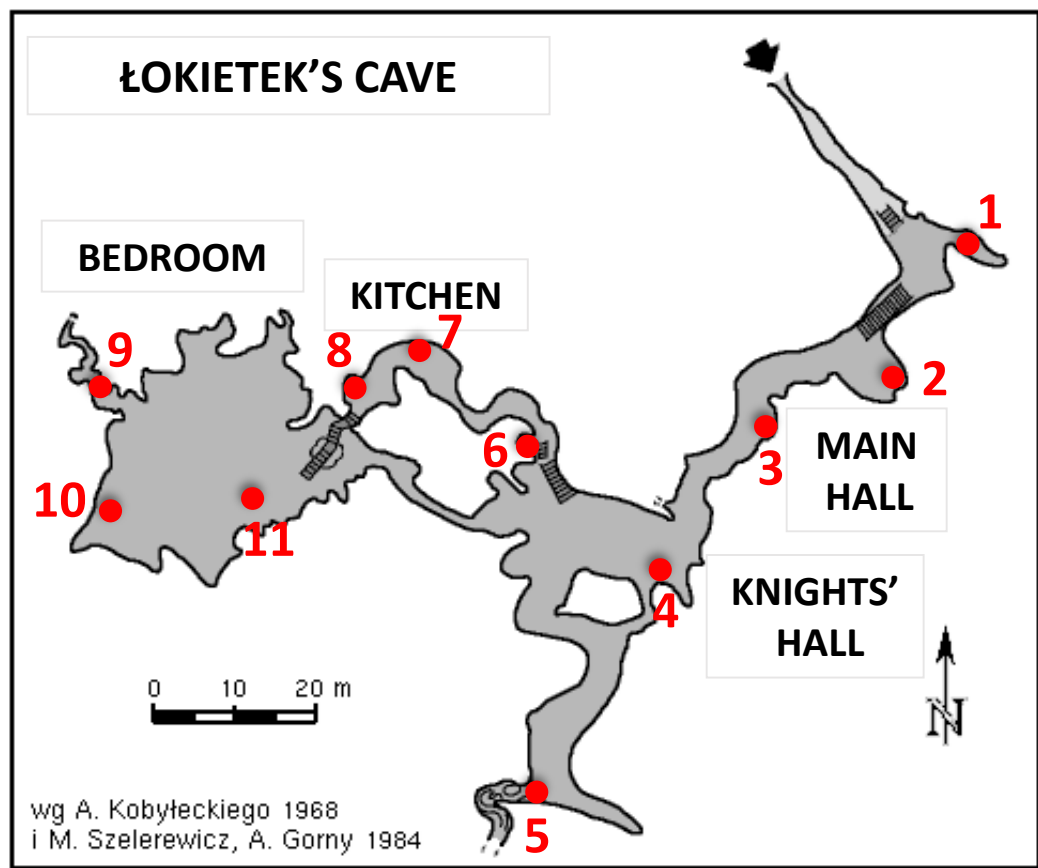 ŁOKIETEK’S CAVE
1
BEDROOM
KITCHEN
9
8
7
2
6
3
MAIN
HALL
10
11
4
KNIGHTS’
HALL
0 10 20 m
N
5
wg A. Kobyłeckiego 1968
i M. Szelerewicz, A. Gorny 1984